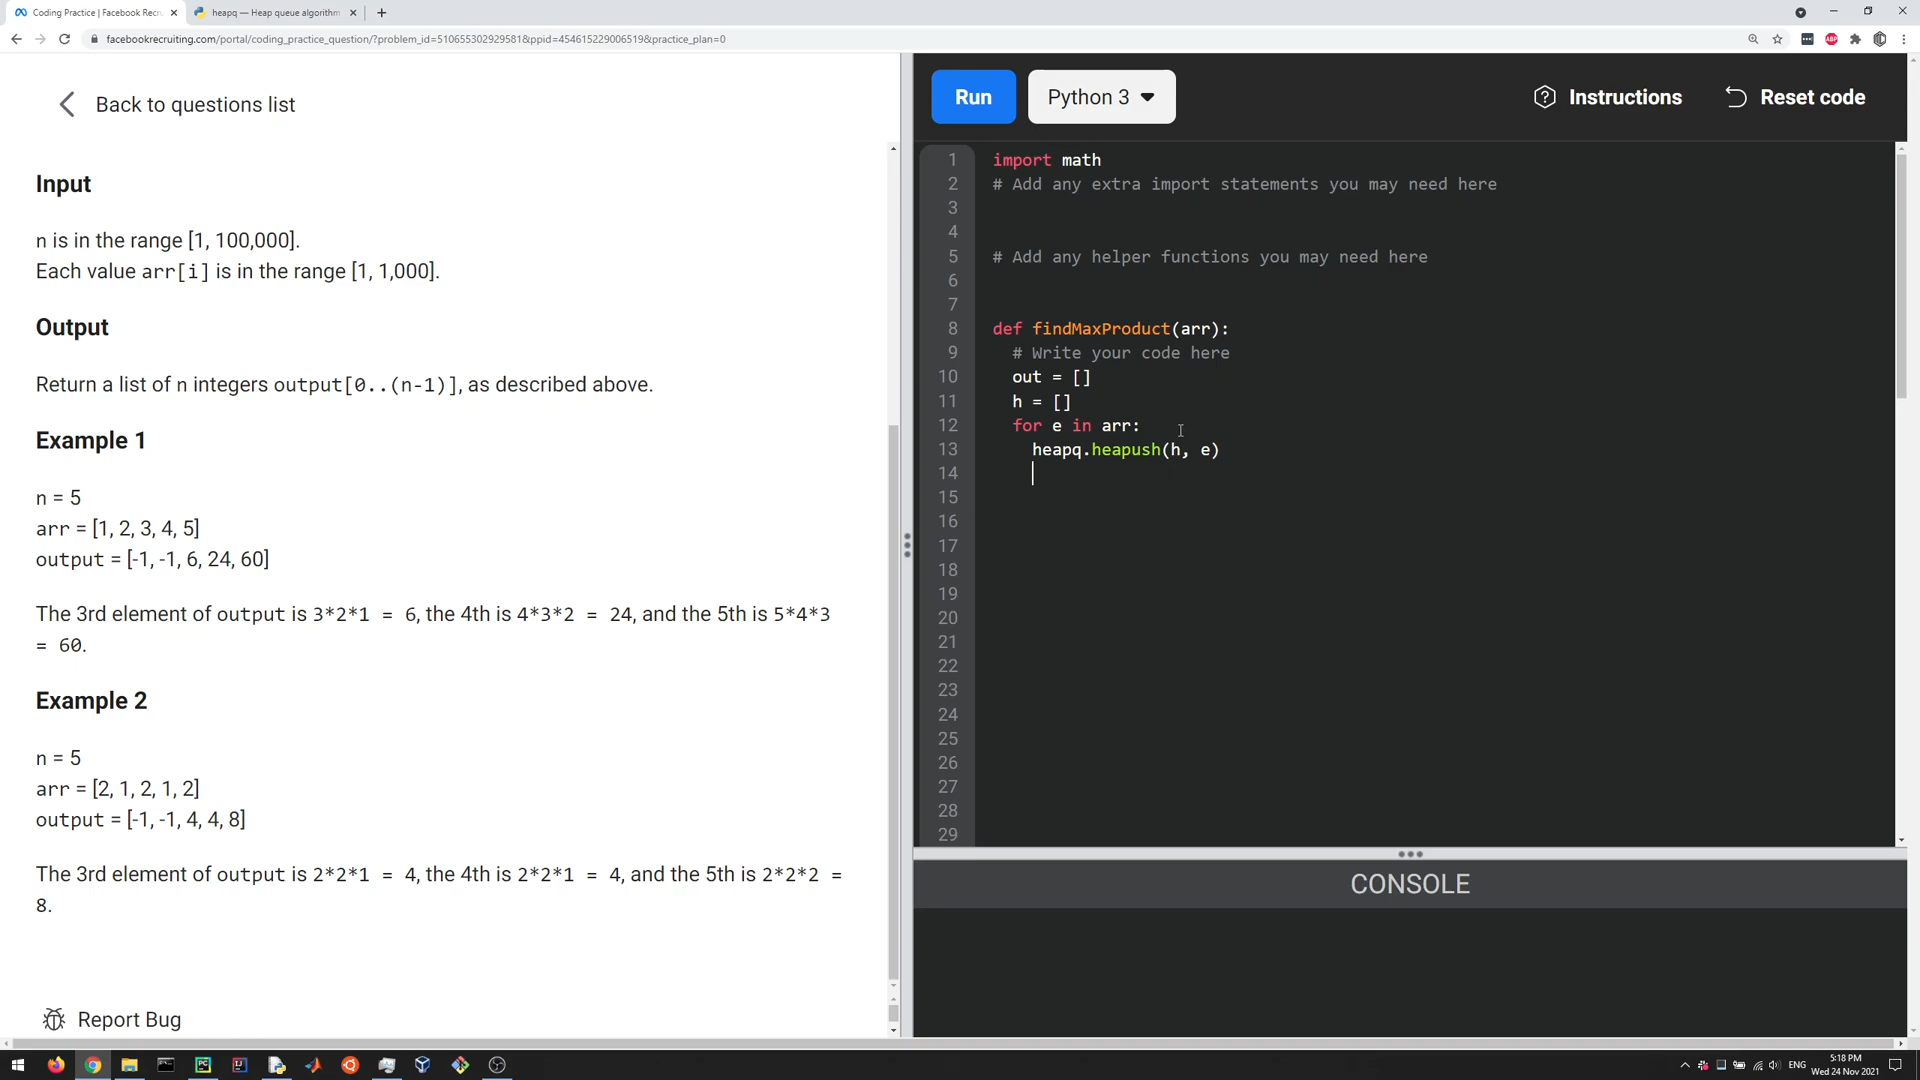 Coding Practice | Facebook Recru
heapq — Heap queue algorithm
facebookrecruiting.com/portal/coding_practice_question/?problem_id=510655302929581&ppid=454615229006519&practice_plan=0
ABP
Back to questions list
Input
n is in the range [1, 100,000].
Each value arr[i] is in the range [1, 1,000].
Output
Return a list of n integers output[0..(n-1)], as described above.
Example 1
n = 5
arr = [1, 2, 3, 4, 5]
output = [-1, -1, 6, 24, 60]
The 3rd element of output is 3*2*1 = 6, the 4th is 4*3*2 = 24, and the 5th is 5*4*3
= 60.
Example 2
n = 5
arr = [2, 1, 2, 1, 2]
output = [-1, -1, 4, 4, 8]
The 3rd element of output is 2*2*1 = 4, the 4th is 2*2*1 = 4, and the 5th is 2*2*2 =
8.
Report Bug
Run
Python 3
Instructions
Reset code
1 import math
2 # Add any extra import statements you may need here
3
4
5 # Add any helper functions you may need here
6
7
8 def findMaxProduct(arr):
9 # Write your code here
10 out = []
11 h = []
12 for e in arr:
13 heapq.heapush(h, e)
14
15
16
17
18
19
20
21
22
23
24
25
26
27
28
29
CONSOLE
PC
IJ
ENG
5:18 PM
Wed 24 Nov 2021